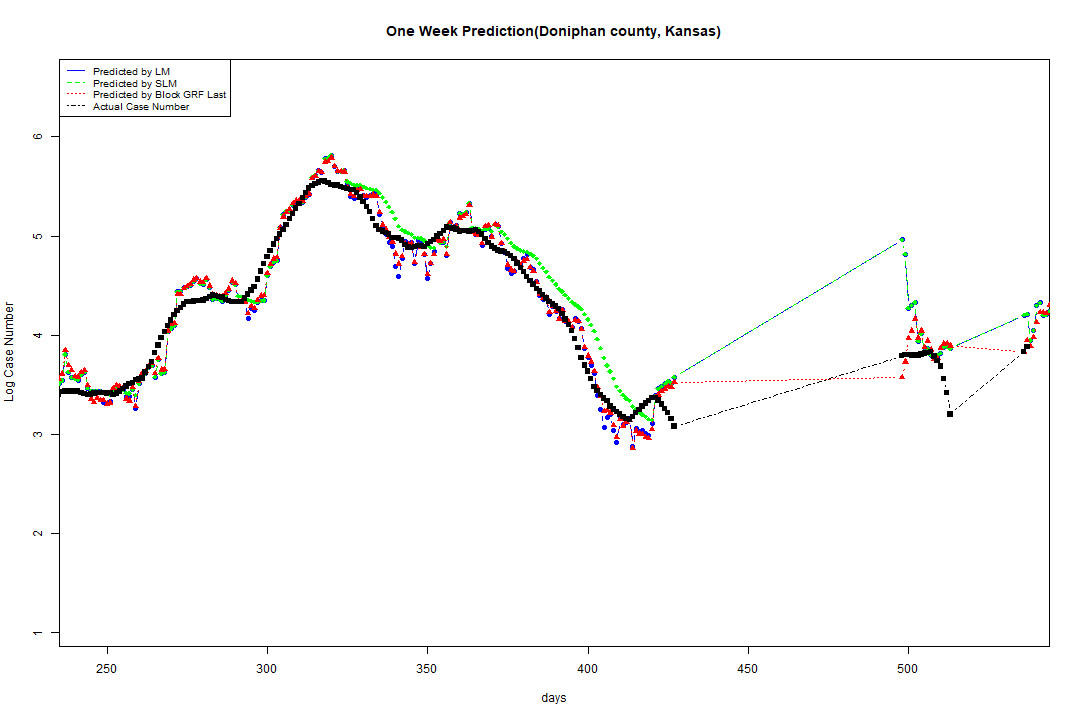 One Week Prediction(Doniphan county, Kansas)
Predicted by LM
Predicted by SLM
Predicted by Block GRF Last
Actual Case Number
6
5
4
3
2
1
Log Case Number
250 300 350 400 450 500
days